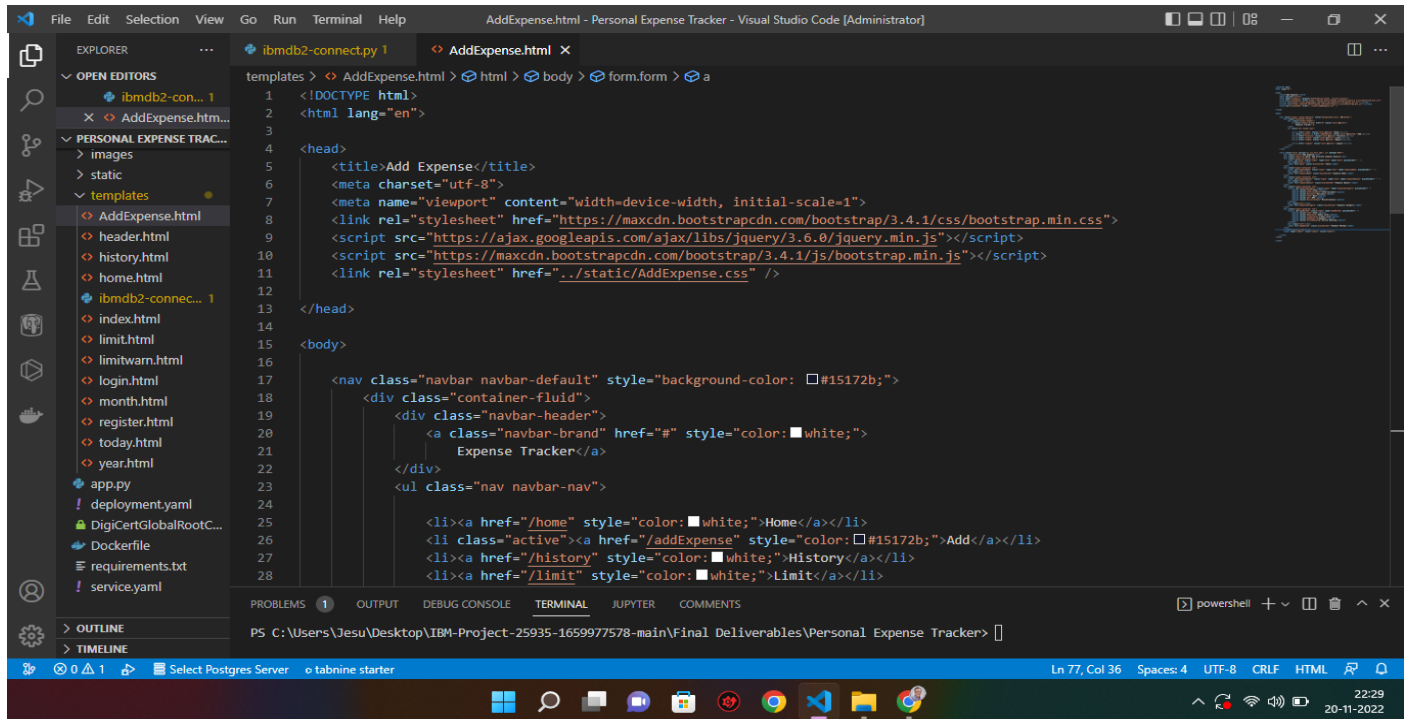 File Edit Selection View Go Run Terminal Help AddExpense.html - Personal Expense Tracker - Visual Studio Code [Administrator]
EXPLORER ...
ibmdb2-connect.py 1 AddExpense.html
OPEN EDITORS
ibmdb2-con... 1
AddExpense.htm...
PERSONAL EXPENSE TRAC...
images
static
templates
AddExpense.html
header.html
history.html
home.html
ibmdb2-connec... 1
index.html
limit.html
limitwarn.html
login.html
month.html
register.html
today.html
year.html
app.py
deployment.yaml
DigiCertGlobalRootC...
Dockerfile
requirements.txt
service.yaml
OUTLINE
TIMELINE
templates > AddExpense.html > html > body > form.form > a
1 <!DOCTYPE html>
2 <html lang="en">
3
4 <head>
5 <title>Add Expense</title>
6 <meta charset="utf-8">
7 <meta name="viewport" content="width=device-width, initial-scale=1">
8 <link rel="stylesheet" href="https://maxcdn.bootstrapcdn.com/bootstrap/3.4.1/css/bootstrap.min.css">
9 <script src="https://ajax.googleapis.com/ajax/libs/jquery/3.6.0/jquery.min.js"></script>
10 <script src="https://maxcdn.bootstrapcdn.com/bootstrap/3.4.1/js/bootstrap.min.js"></script>
11 <link rel="stylesheet" href="../static/AddExpense.css" />
12
13 </head>
14
15 <body>
16
17 <nav class="navbar navbar-default" style="background-color: #15172b;">
18 <div class="container-fluid">
19 <div class="navbar-header">
20 <a class="navbar-brand" href="#" style="color:white;">
21 Expense Tracker</a>
22 </div>
23 <ul class="nav navbar-nav">
24
25 <li><a href="/home" style="color:white;">Home</a></li>
26 <li class="active"><a href="/addExpense" style="color:#15172b;">Add</a></li>
27 <li><a href="/history" style="color:white;">History</a></li>
28 <li><a href="/limit" style="color:white;">Limit</a></li>
PROBLEMS 1 OUTPUT DEBUG CONSOLE TERMINAL JUPYTER COMMENTS powershell
PS C:\Users\Jesu\Desktop\IBM-Project-25935-1659977578-main\Final Deliverables\Personal Expense Tracker>
0 1 Select Postgres Server tabnine starter Ln 77, Col 36 Spaces: 4 UTF-8 CRLF HTML
22:29
20-11-2022